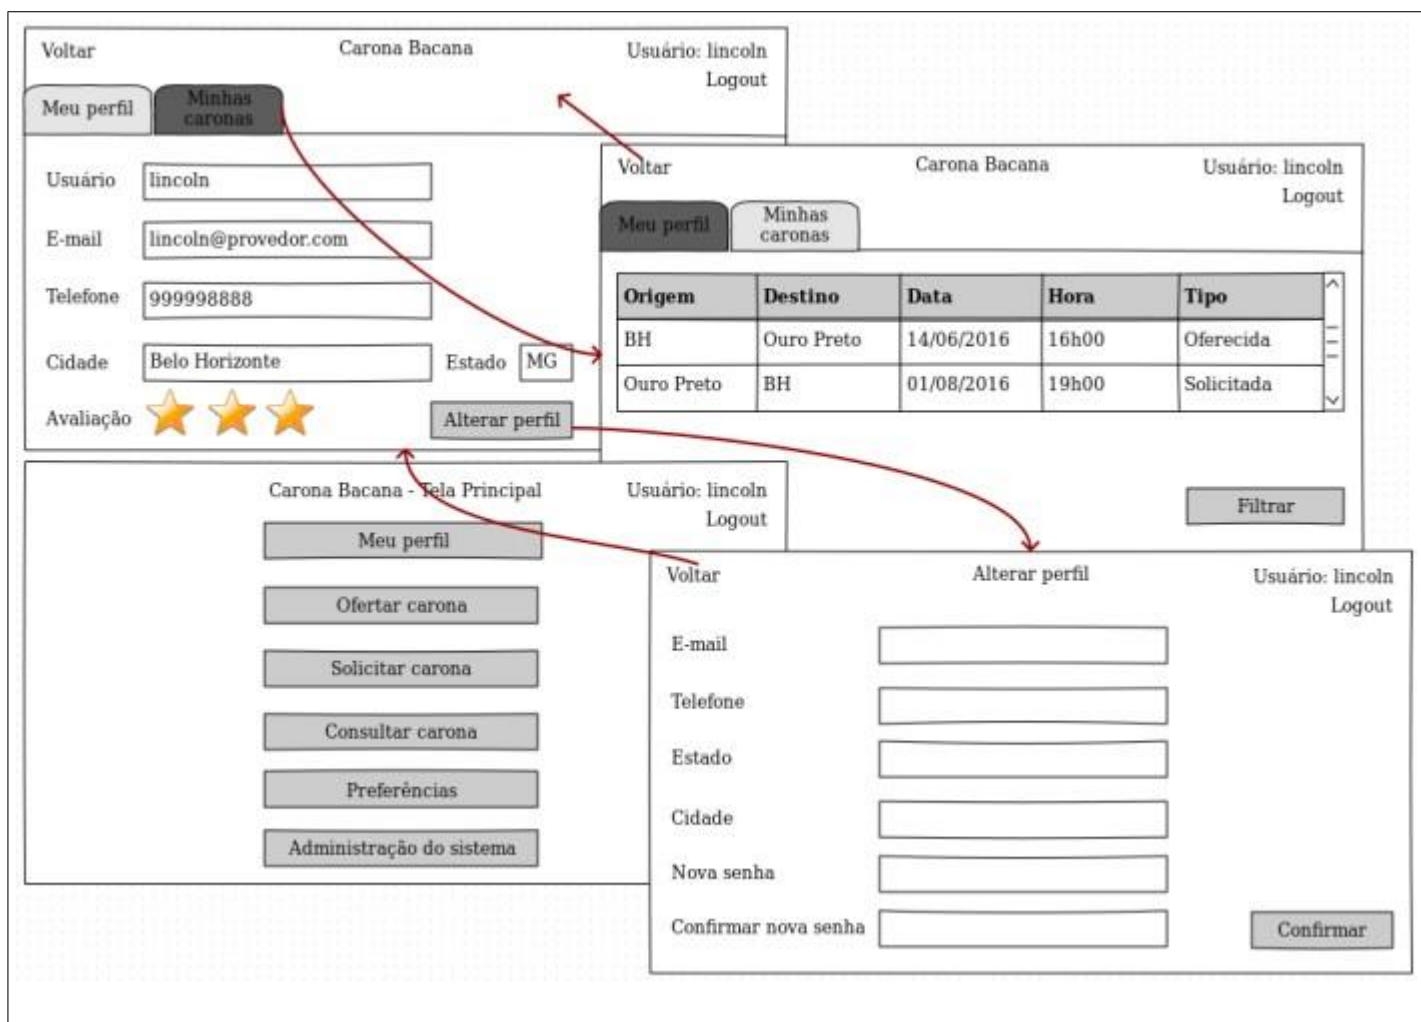 Voltar
Carona Bacana
Usuário: lincoln
Logout
Meu perfil
Minhas
caronas
Usuário
lincoln
E-mail
lincoln@provedor.com
Telefone
999998888
Cidade
Belo Horizonte
Estado
MG
Avaliação
Alterar perfil
Voltar
Carona Bacana
Usuário: lincoln
Logout
Meu perfil
Minhas
caronas
Origem Destino Data Hora Tipo
BH Ouro Preto 14/06/2016 16h00 Oferecida
Ouro Preto BH 01/08/2016 19h00 Solicitada
Filtrar
Carona Bacana - Tela Principal
Usuário: lincoln
Logout
Meu perfil
Ofertar carona
Solicitar carona
Consultar carona
Preferências
Administração do sistema
Voltar
Alterar perfil
Usuário: lincoln
Logout
E-mail
Telefone
Estado
Cidade
Nova senha
Confirmar nova senha
Confirmar